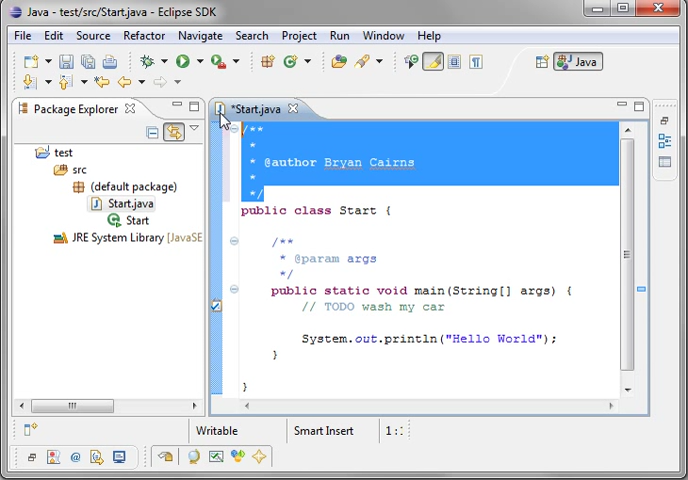 Java - test/src/Start.java - Eclipse SDK
File Edit Source Refactor Navigate Search Project Run Window Help
Java
Package Explorer
*Start.java
test
src
(default package)
Start.java
Start
JRE System Library [JavaSE
/**
*
* @author Bryan Cairns
*
*/
public class Start {
/**
* @param args
*/
public static void main(String[] args) {
// TODO wash my car
System.out.println("Hello World");
}
}
Writable Smart Insert 1 :